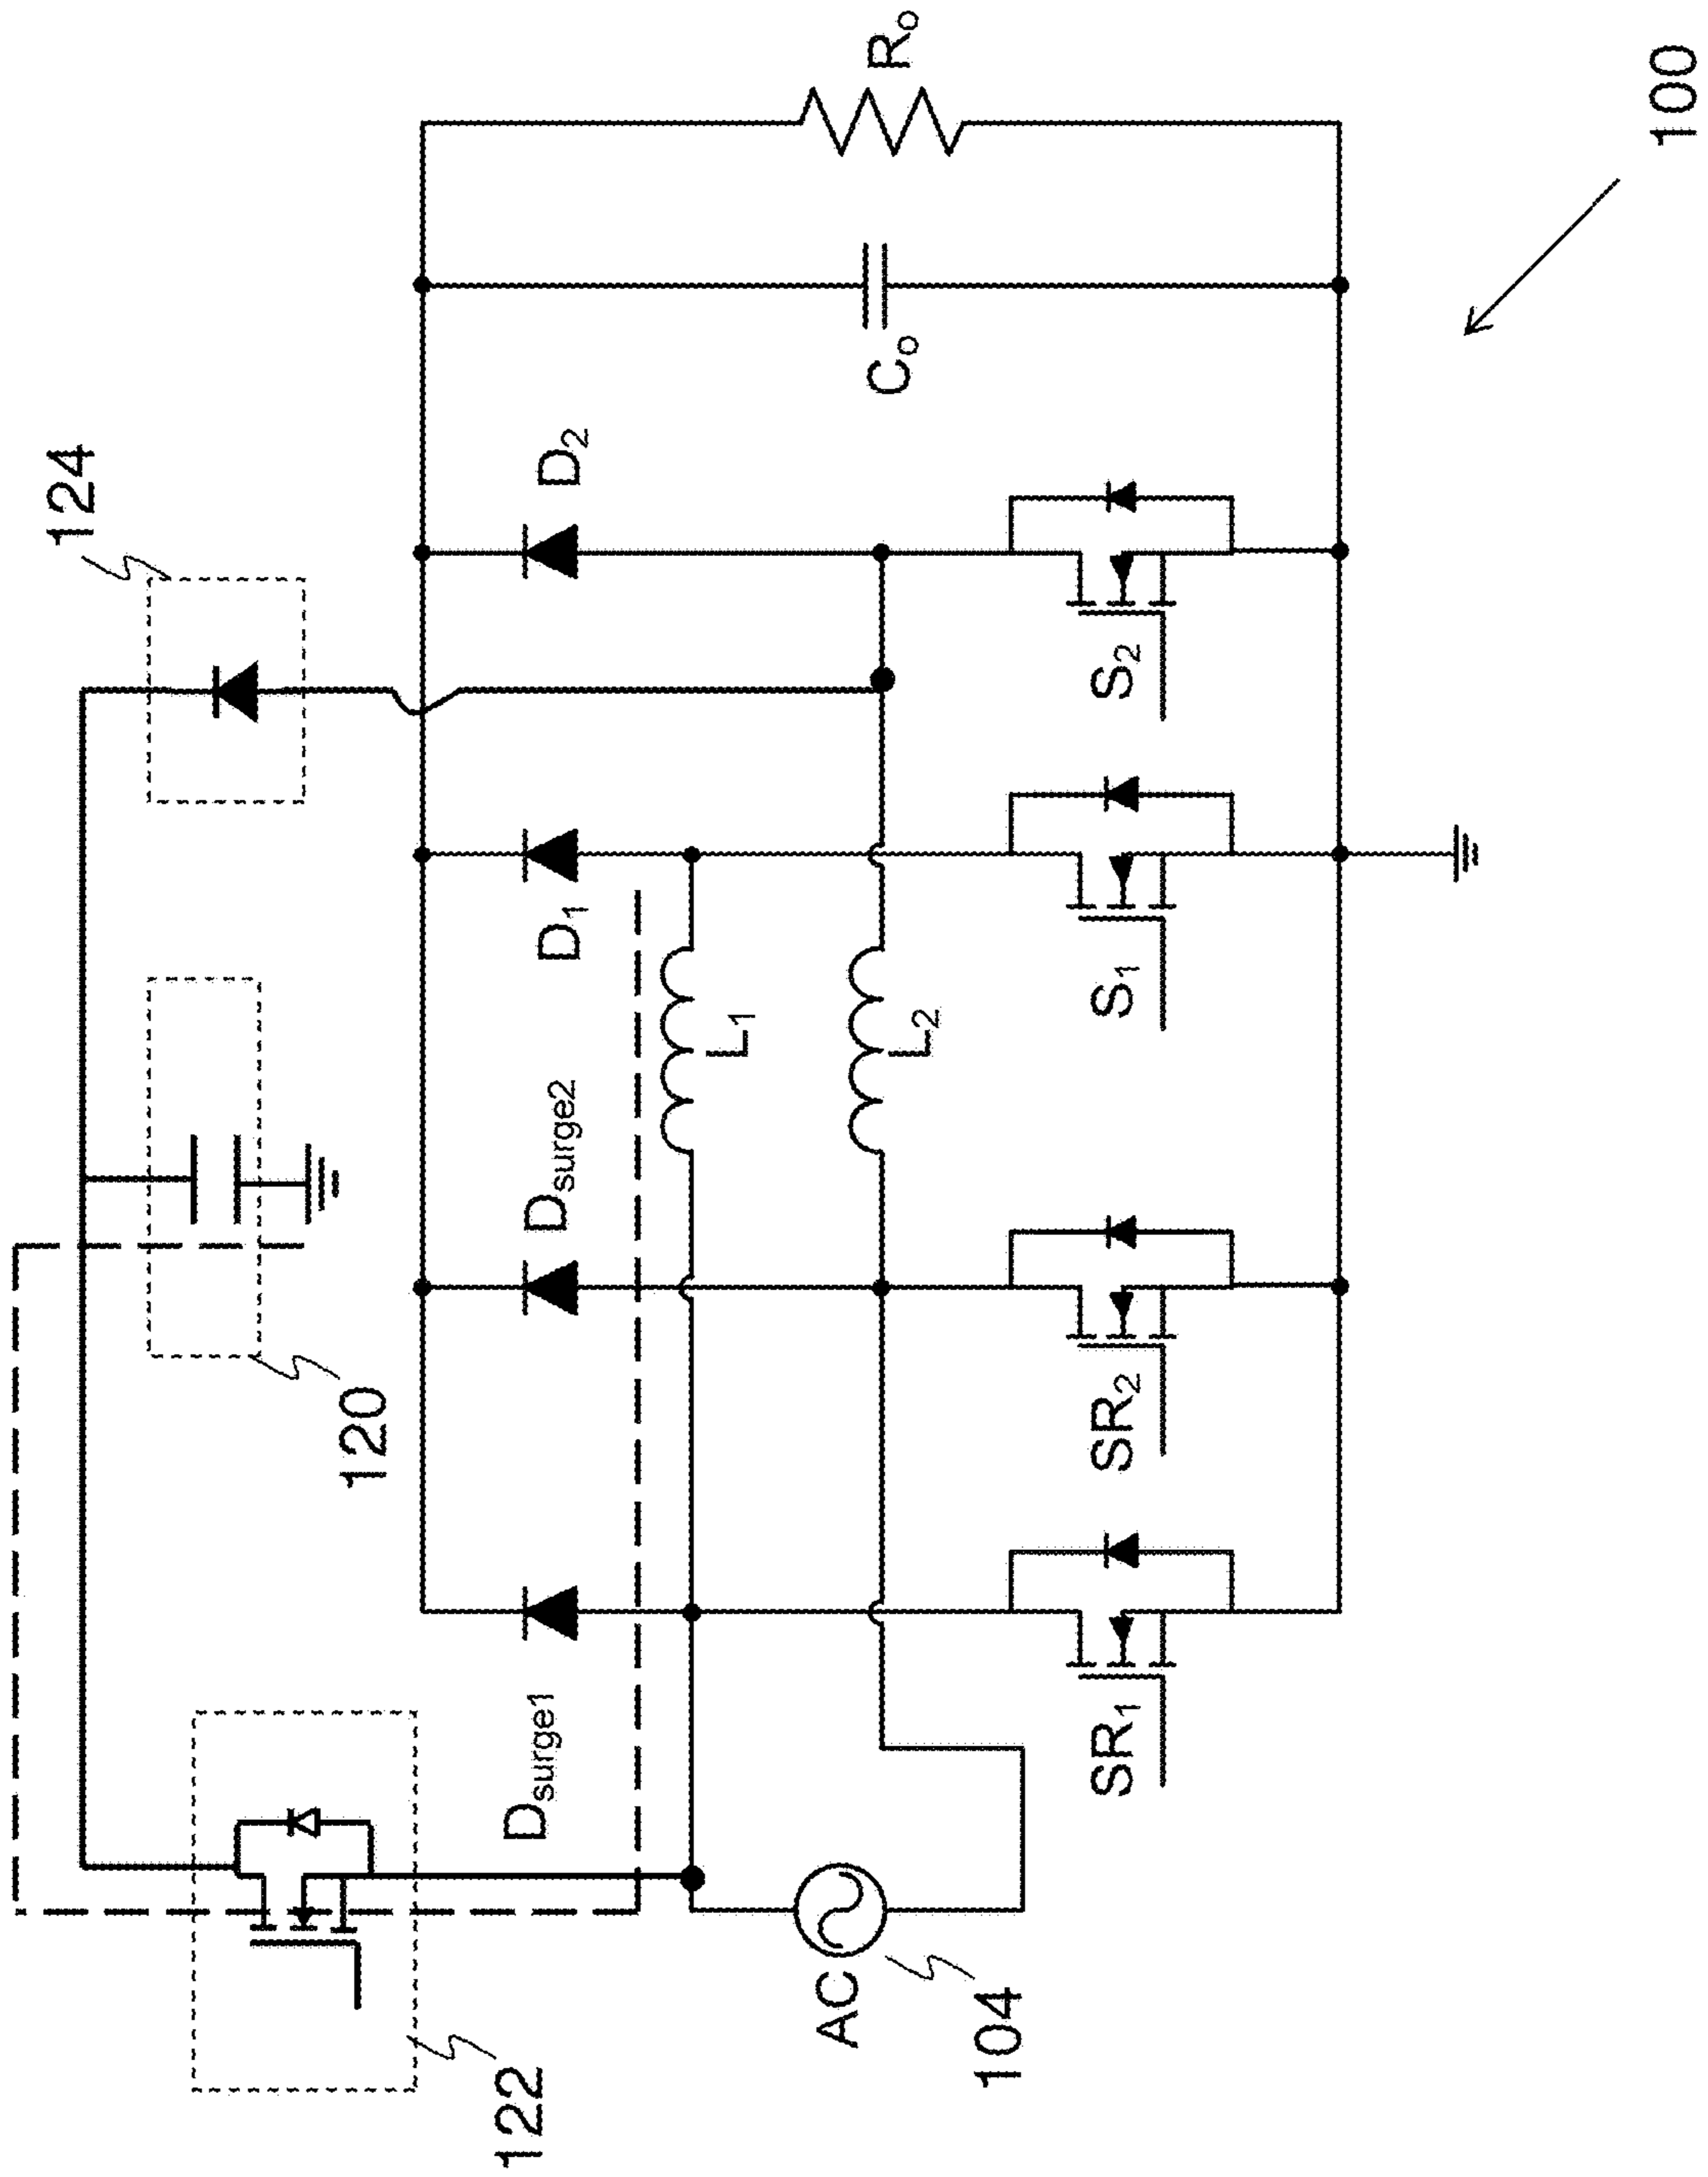 122
120
124
D₂
D₁
Dsurge2
Dsurge1
L₁
L₂
Cₒ
Rₒ
AC
104
SR₁
SR₂
S₁
S₂
100